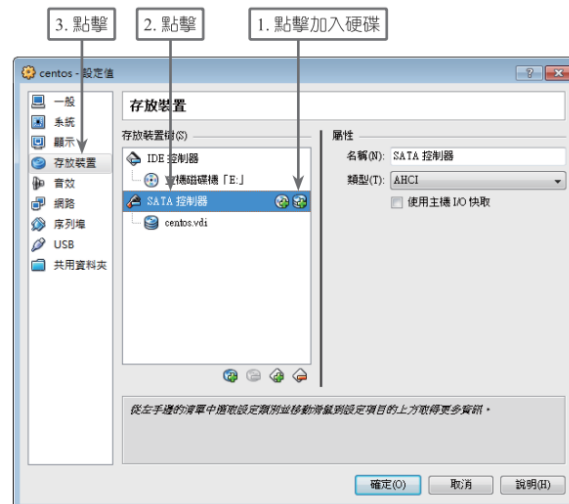 3. 點擊
2. 點擊
1. 點擊加入硬碟
centos - 設定值
一般
系統
顯示
存放裝置
音效
網路
序列埠
USB
共用資料夾
存放裝置
存放裝置樹(S)
IDE 控制器
主機磁碟機「E:」
SATA 控制器
centos.vdi
屬性
名稱(N): SATA 控制器
類型(T): AHCI
使用主機 I/O 快取
從左手邊的清單中選取設定類別並移動滑鼠到設定項目的上方取得更多資訊。
確定(O)
取消
說明(H)